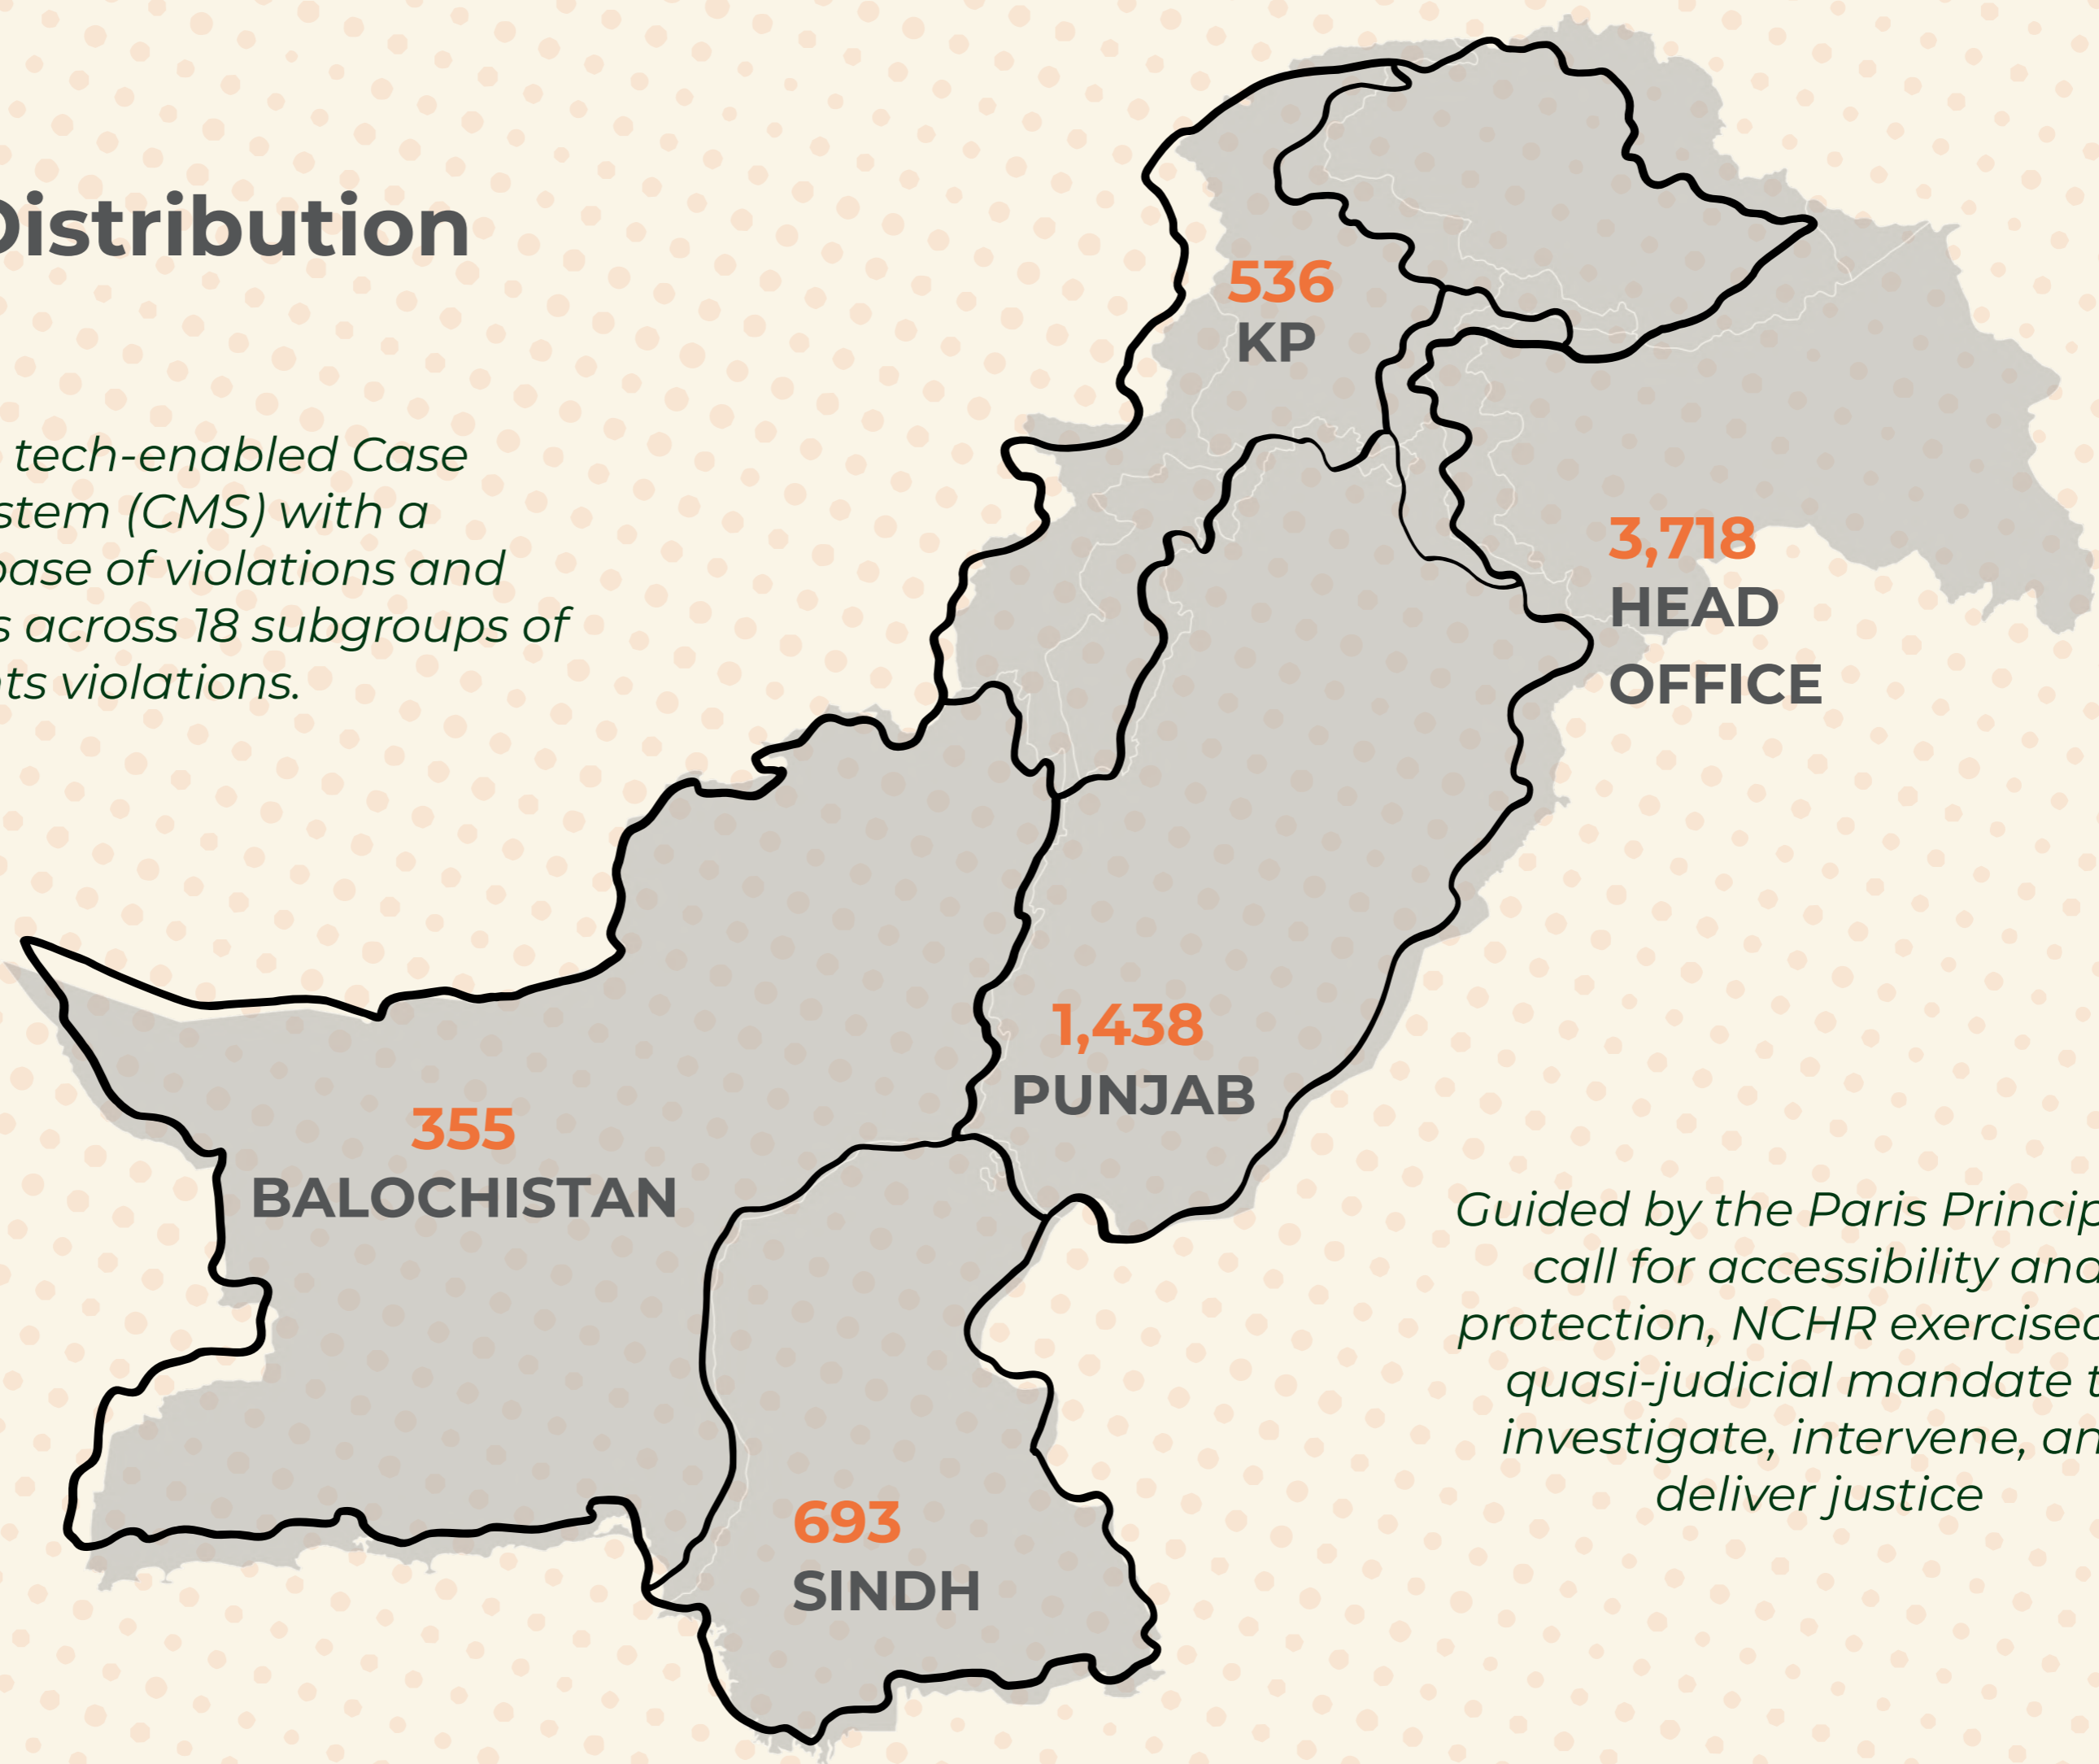 Distribution
tech-enabled Case
stem (CMS) with a
base of violations and
s across 18 subgroups of
ts violations.
536
KP
3,718
HEAD
OFFICE
1,438
PUNJAB
355
BALOCHISTAN
693
SINDH
Guided by the Paris Princip
call for accessibility and
protection, NCHR exercised
quasi-judicial mandate t
investigate, intervene, an
deliver justice